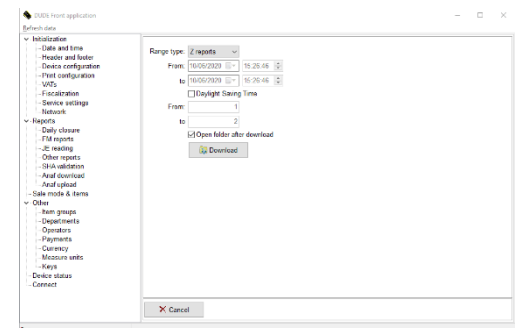 DUDE Front application
Refresh data
Initialization
Date and time
Header and footer
Device configuration
Print configuration
VATs
Fiscalization
Service settings
Network
Reports
Daily closure
FM reports
JE reading
Other reports
SHA validation
Anaf download
Anaf upload
Sale mode & items
Other
Item groups
Departments
Operators
Payments
Currency
Measure units
Keys
Device status
Connect
Range type: Z reports
From: 10/06/2020 15:26:46
to 10/06/2020 15:26:46
Daylight Saving Time
From: 1
to 2
Open folder after download
Download
Cancel